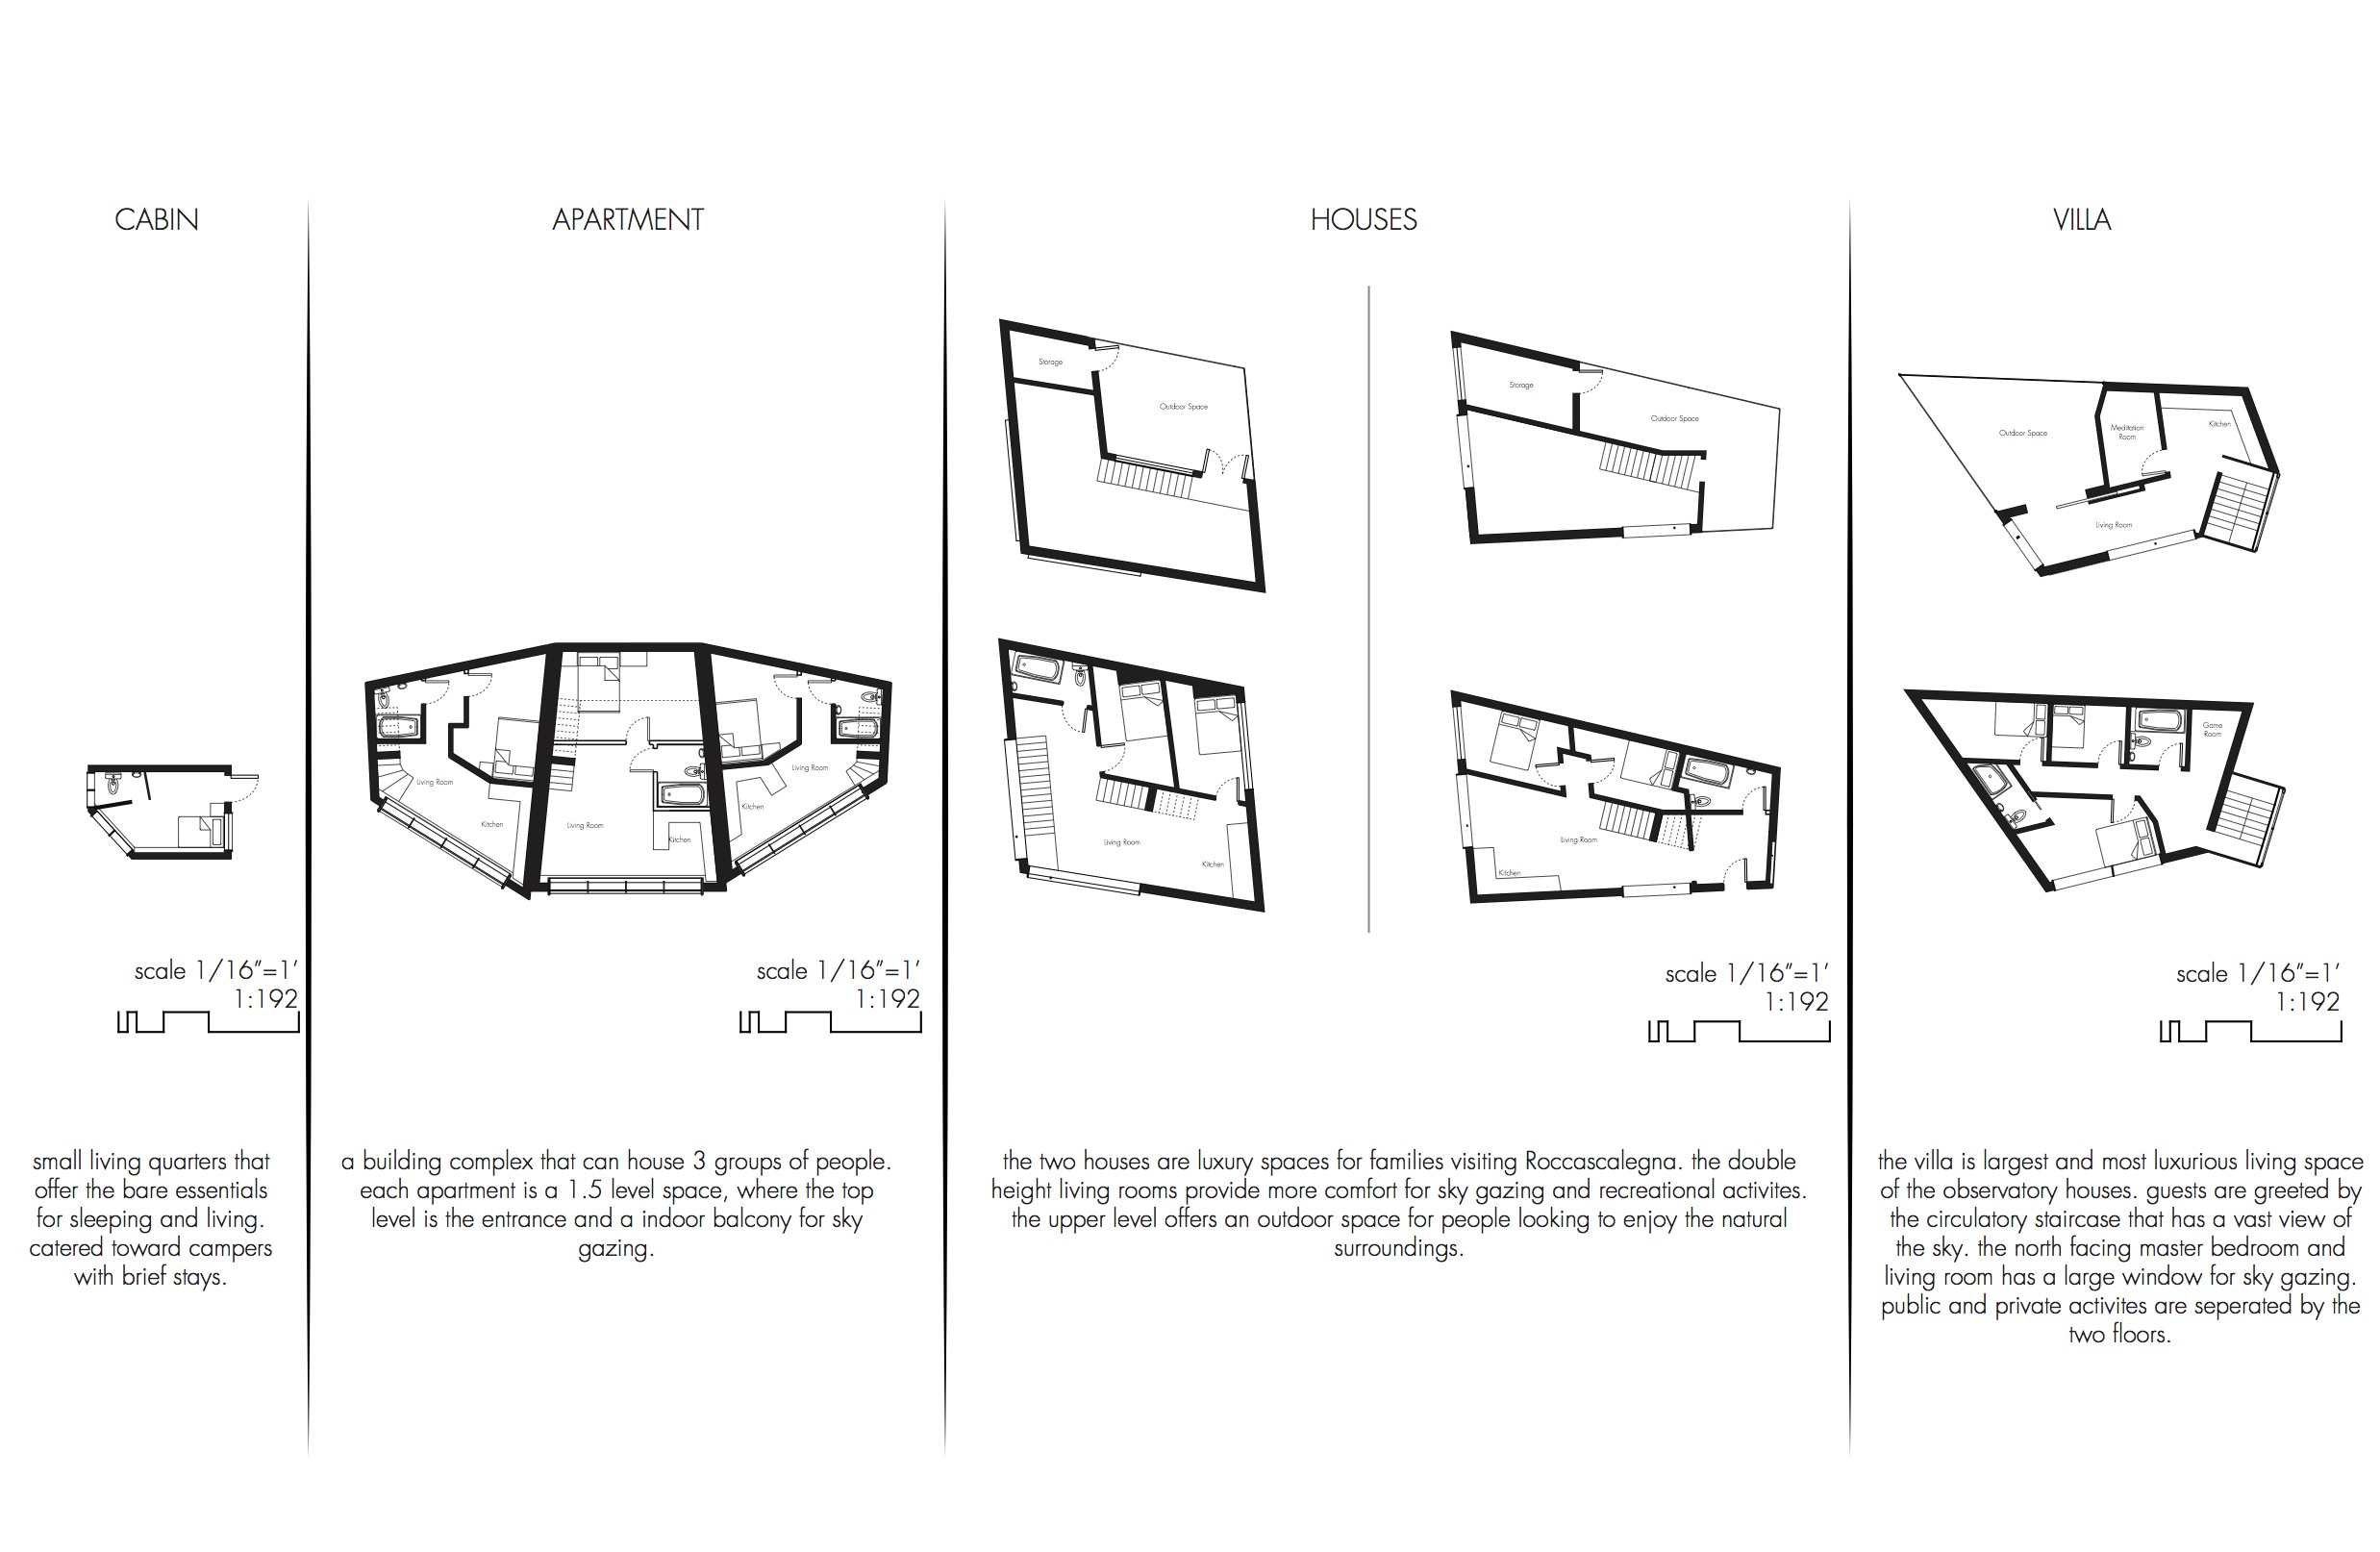 CABIN
scale 1/16"=1'
1:192
small living quarters that
offer the bare essentials
for sleeping and living.
catered toward campers
with brief stays.
APARTMENT
Living Room
Kitchen
Living Room
Kitchen
Living Room
Kitchen
scale 1/16"=1'
1:192
a building complex that can house 3 groups of people.
each apartment is a 1.5 level space, where the top
level is the entrance and a indoor balcony for sky
gazing.
HOUSES
Storage
Outdoor Space
Living Room
Kitchen
Storage
Outdoor Space
Living Room
Kitchen
scale 1/16"=1'
1:192
the two houses are luxury spaces for families visiting Roccascalegna. the double
height living rooms provide more comfort for sky gazing and recreational activites.
the upper level offers an outdoor space for people looking to enjoy the natural
surroundings.
VILLA
Outdoor Space
Meditation
Room
Kitchen
Living Room
Game
Room
scale 1/16"=1'
1:192
the villa is largest and most luxurious living space
of the observatory houses. guests are greeted by
the circulatory staircase that has a vast view of
the sky. the north facing master bedroom and
living room has a large window for sky gazing.
public and private activites are seperated by the
two floors.